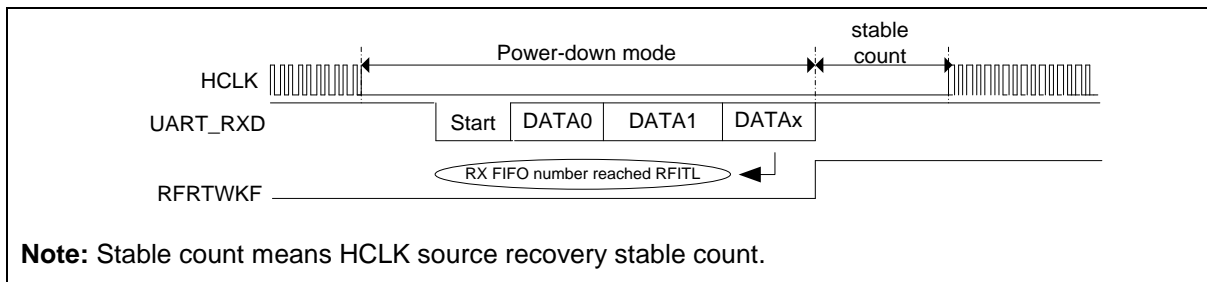 stable
count
Power-down mode
HCLK
UART_RXD
Start DATA0 DATA1 DATAx
RX FIFO number reached RFITL
RFRTWKF
Note: Stable count means HCLK source recovery stable count.